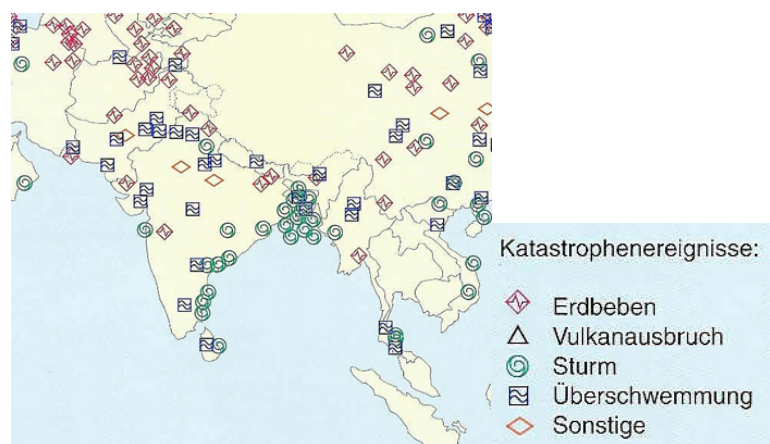 Katastrophenereignisse:
Erdbeben
Vulkanausbruch
Sturm
Überschwemmung
Sonstige